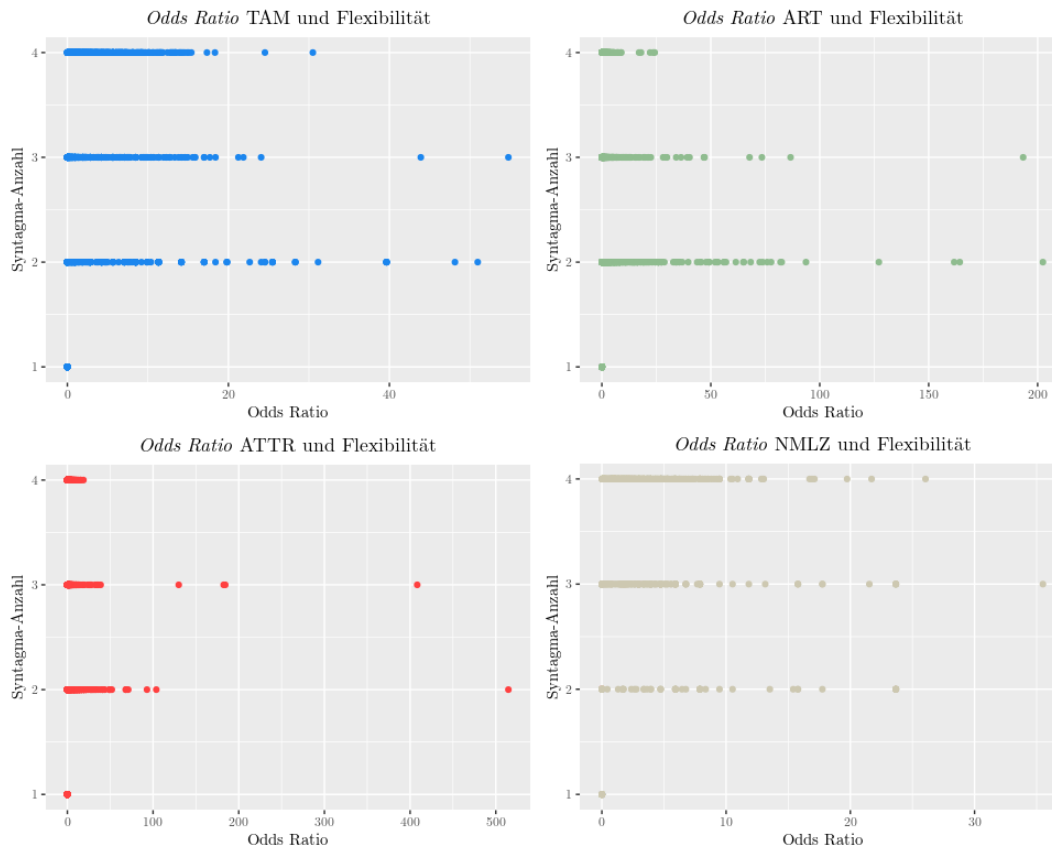 Odds Ratio TAM und Flexibilität
Syntagma-Anzahl
4
3
2
1
0 20 40
Odds Ratio
Odds Ratio ART und Flexibilität
Syntagma-Anzahl
4
3
2
1
0 50 100 150 200
Odds Ratio
Odds Ratio ATTR und Flexibilität
Syntagma-Anzahl
4
3
2
1
0 100 200 300 400 500
Odds Ratio
Odds Ratio NMLZ und Flexibilität
Syntagma-Anzahl
4
3
2
1
0 10 20 30
Odds Ratio